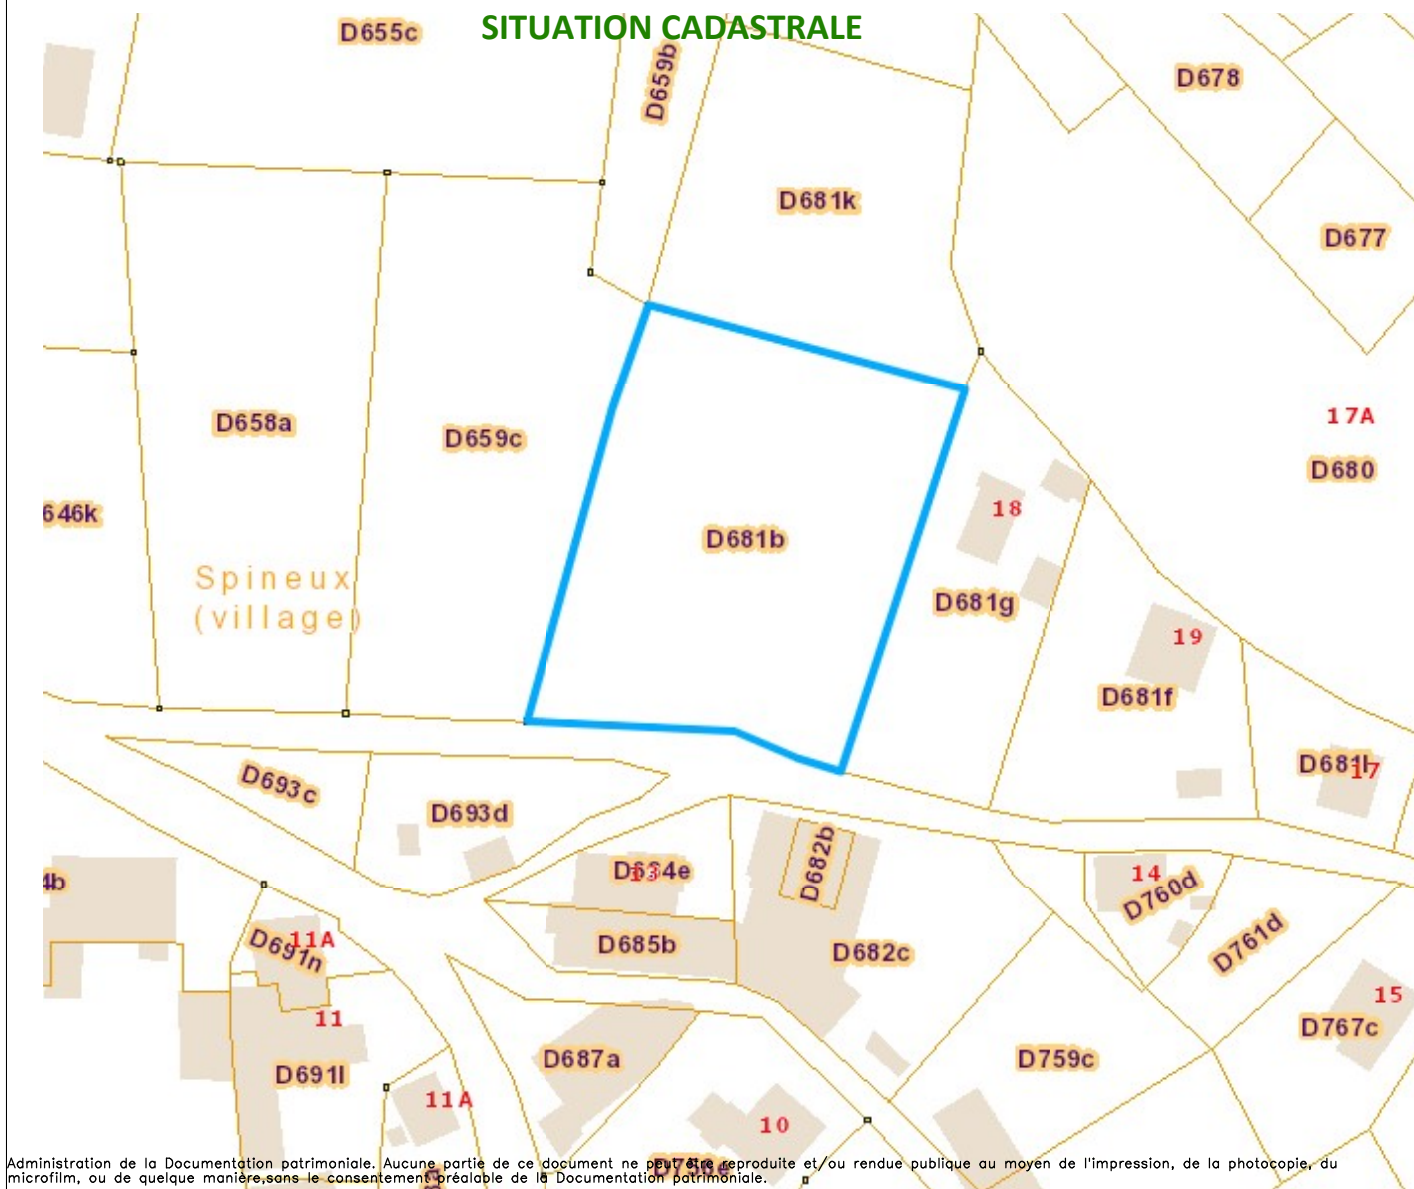 SITUATION CADASTRALE
D655c
D659b
D678
D681k
D677
17A
D658a
D659c
D680
646k
18
D681b
Spineux
(village)
D681g
19
D681f
D681l
17
D693c
D693d
D682b
13
14
D760d
4b
D685b
D682c
D761d
11A
D691n
15
11
D767c
D687a
D759c
D691l
11A
10
Administration de la Documentation patrimoniale. Aucune partie de ce document ne peut être reproduite et/ou rendue publique au moyen de l'impression, de la photocopie, du
microfilm, ou de quelque manière,sans le consentement préalable de la Documentation patrimoniale.